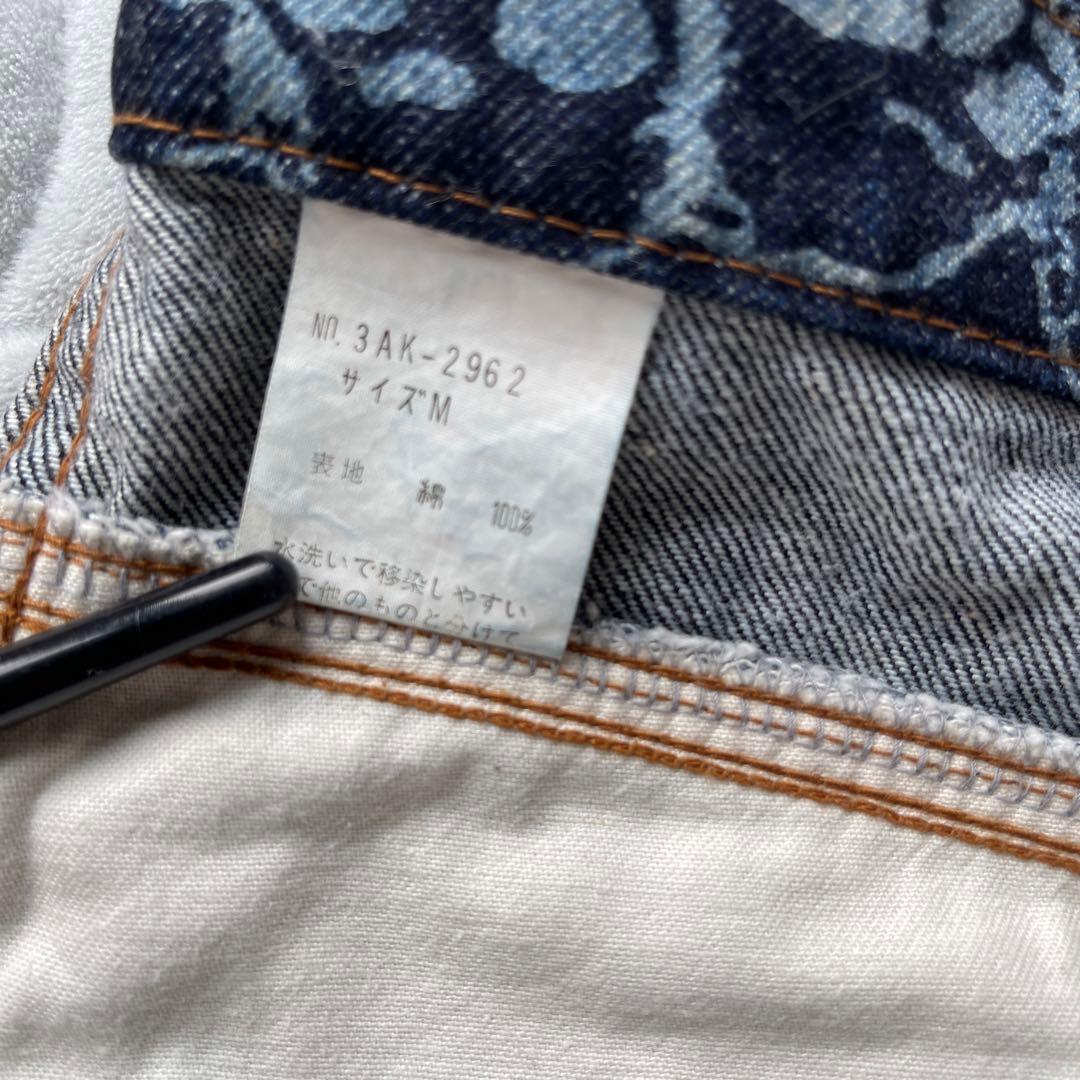 NO. 3AK-2962
サイズM
表地 綿 100%
水洗いで移染しやすい
で他のものと分けて